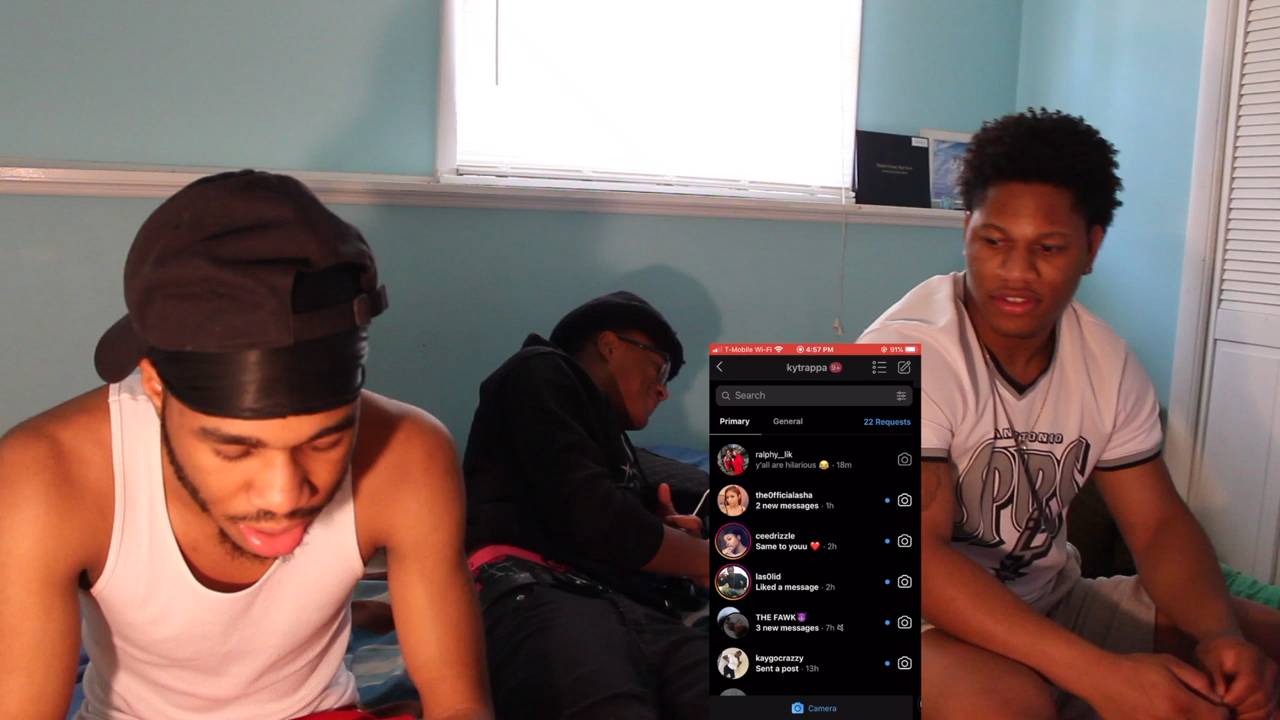 T-Mobile Wi-Fi 4:57 PM 91%
kytrappa 9+
Search
Primary General 22 Requests
ralphy__lik
y'all are hilarious 😂 · 18m
the0fficialasha
2 new messages · 1h
ceedrizzle
Same to youu ❤️ · 2h
las0lid
Liked a message · 2h
THE FAWK😈
3 new messages · 7h
kaygocrazzy
Sent a post · 13h
Camera
ANTONIO